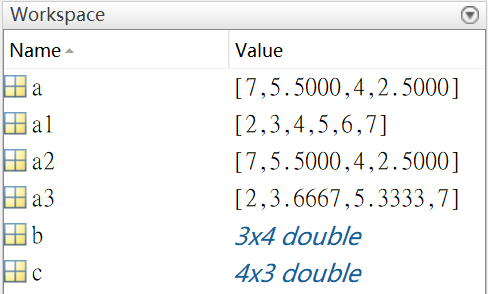 Workspace
Name Value
a [7,5.5000,4,2.5000]
a1 [2,3,4,5,6,7]
a2 [7,5.5000,4,2.5000]
a3 [2,3.6667,5.3333,7]
b 3x4 double
c 4x3 double